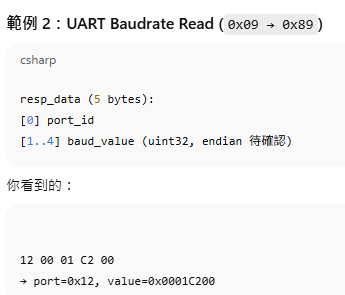 範例 2：UART Baudrate Read (0x09 → 0x89)
csharp
resp_data (5 bytes):
[0] port_id
[1..4] baud_value (uint32, endian 待確認)
你看到的：
12 00 01 C2 00
→ port=0x12, value=0x0001C200